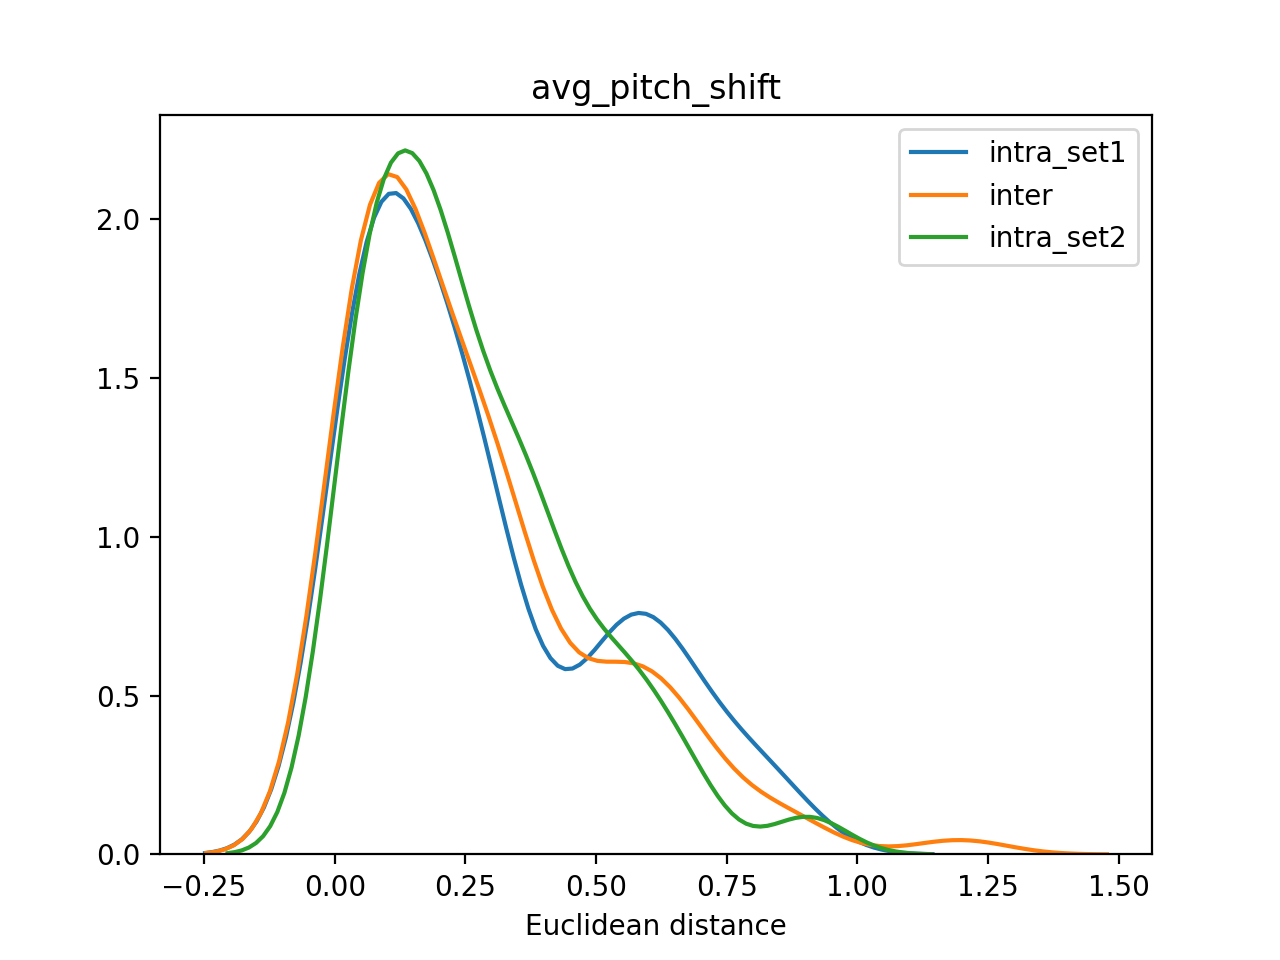 avg_pitch_shift
intra_set1
inter
intra_set2
2.0
1.5
1.0
0.5
0.0
−0.25 0.00 0.25 0.50 0.75 1.00 1.25 1.50
Euclidean distance